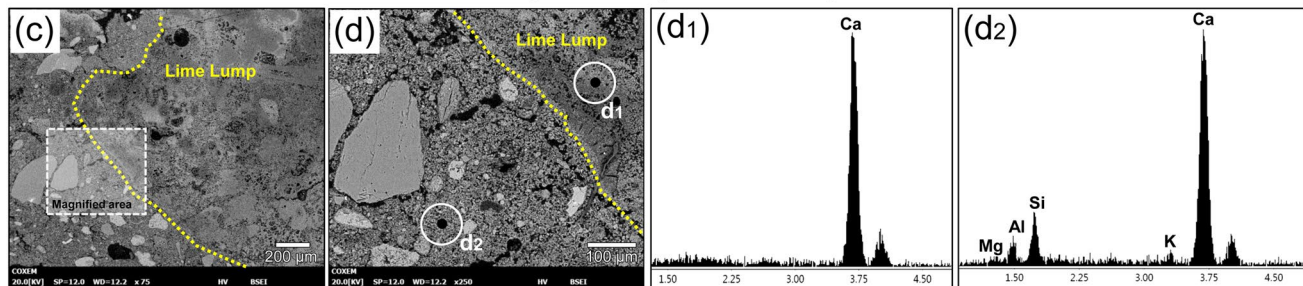 (c)
Lime Lump
Magnified area
200 µm
COXEM
20.0[KV] SP=12.0 WD=12.2 x 75 HV BSEI
(d)
Lime Lump
d1
d2
100 µm
COXEM
20.0[KV] SP=12.0 WD=12.2 x250 HV BSEI
(d1)
Ca
1.50 2.25 3.00 3.75 4.50
(d2)
Ca
Si
Al
Mg
K
1.50 2.25 3.00 3.75 4.50